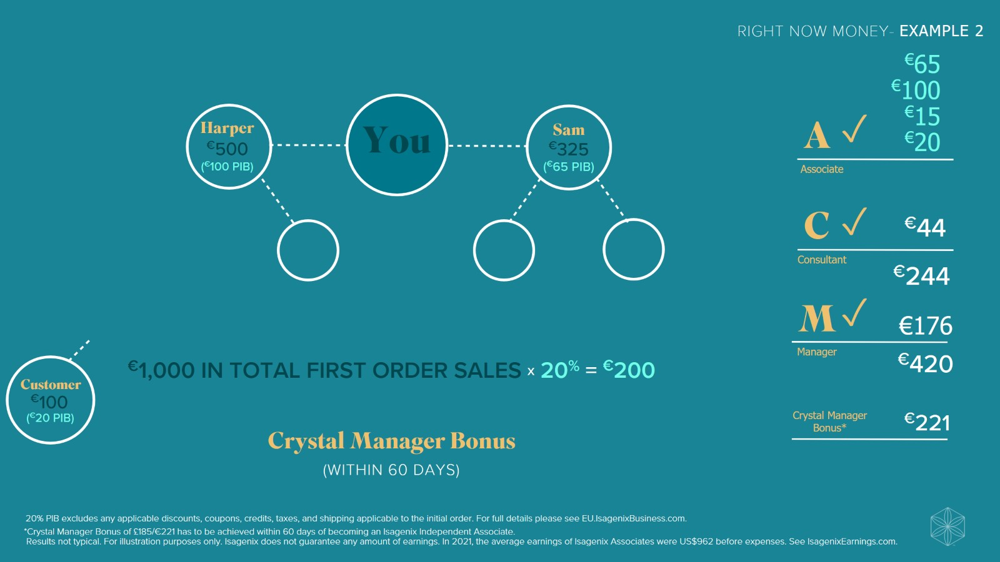 RIGHT NOW MONEY- EXAMPLE 2
€65
€100
€15
€20
A ✓
Associate
Harper
€500
(€100 PIB)
You
Sam
€325
(€65 PIB)
C ✓ €44
Consultant
€244
M ✓ €176
Manager
€420
Customer
€100
(€20 PIB)
€1,000 IN TOTAL FIRST ORDER SALES x 20% = €200
Crystal Manager
Bonus*
€221
Crystal Manager Bonus
(WITHIN 60 DAYS)
20% PIB excludes any applicable discounts, coupons, credits, taxes, and shipping applicable to the initial order. For full details please see EU.IsagenixBusiness.com.
*Crystal Manager Bonus of £185/€221 has to be achieved within 60 days of becoming an Isagenix Independent Associate.
Results not typical. For illustration purposes only. Isagenix does not guarantee any amount of earnings. In 2021, the average earnings of Isagenix Associates were US$962 before expenses. See IsagenixEarnings.com.